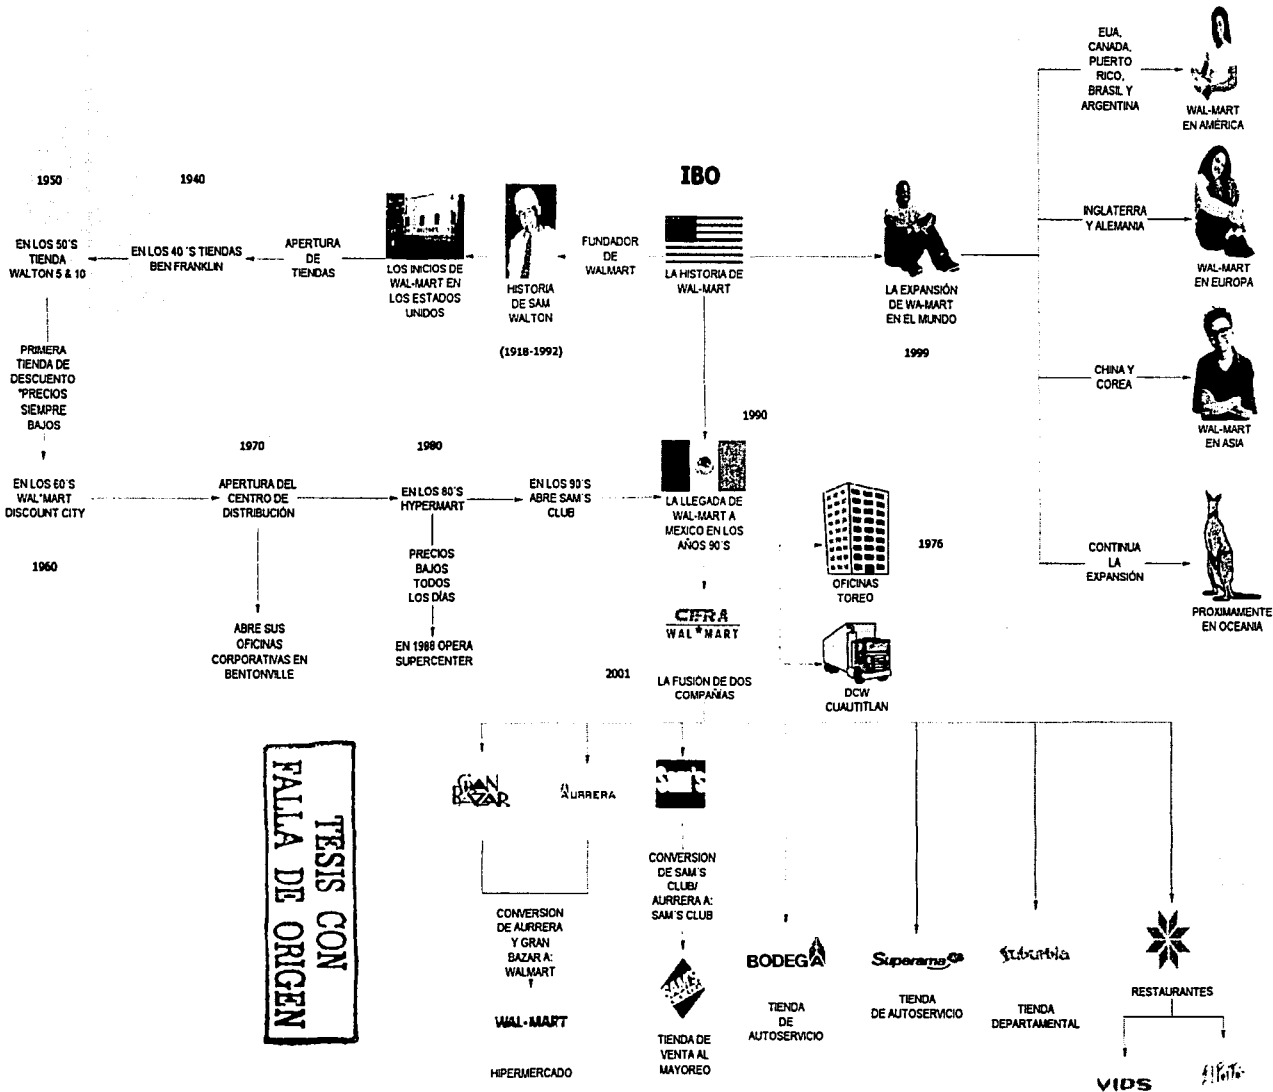 IBO
LA HISTORIA DE
WAL-MART
FUNDADOR
DE
WALMART
HISTORIA
DE SAM
WALTON
(1918-1992)
LOS INICIOS DE
WAL-MART EN
LOS ESTADOS
UNIDOS
APERTURA
DE
TIENDAS
1940
EN LOS 40´S TIENDAS
BEN FRANKLIN
1950
EN LOS 50´S
TIENDA
WALTON 5 & 10
PRIMERA
TIENDA DE
DESCUENTO
"PRECIOS
SIEMPRE
BAJOS
EN LOS 60´S
WAL*MART
DISCOUNT CITY
1960
1970
APERTURA DEL
CENTRO DE
DISTRIBUCIÓN
ABRE SUS
OFICINAS
CORPORATIVAS EN
BENTONVILLE
1980
EN LOS 80´S
HYPERMART
PRECIOS
BAJOS
TODOS
LOS DÍAS
EN 1988 OPERA
SUPERCENTER
EN LOS 90´S
ABRE SAM´S
CLUB
1990
LA LLEGADA DE
WAL-MART A
MEXICO EN LOS
AÑOS 90´S
LA EXPANSIÓN
DE WA-MART
EN EL MUNDO
1999
EUA,
CANADA,
PUERTO
RICO,
BRASIL Y
ARGENTINA
WAL-MART
EN AMÉRICA
INGLATERRA
Y ALEMANIA
WAL-MART
EN EUROPA
CHINA Y
COREA
WAL-MART
EN ASIA
CONTINUA
LA
EXPANSIÓN
PROXIMAMENTE
EN OCEANIA
1976
OFICINAS
TOREO
DCW
CUAUTITLAN
CIFRA
WAL*MART
2001
LA FUSIÓN DE DOS
COMPAÑIAS
GRAN
BAZAR
AURRERA
CONVERSION
DE AURRERA
Y GRAN
BAZAR A:
WALMART
WAL-MART
HIPERMERCADO
CONVERSION
DE SAM´S
CLUB/
AURRERA A:
SAM´S CLUB
SAM'S
TIENDA DE
VENTA AL
MAYOREO
BODEGA
TIENDA
DE
AUTOSERVICIO
Superama
TIENDA
DE AUTOSERVICIO
Suburbia
TIENDA
DEPARTAMENTAL
RESTAURANTES
VIPS
TESIS CON
FALLA DE ORIGEN